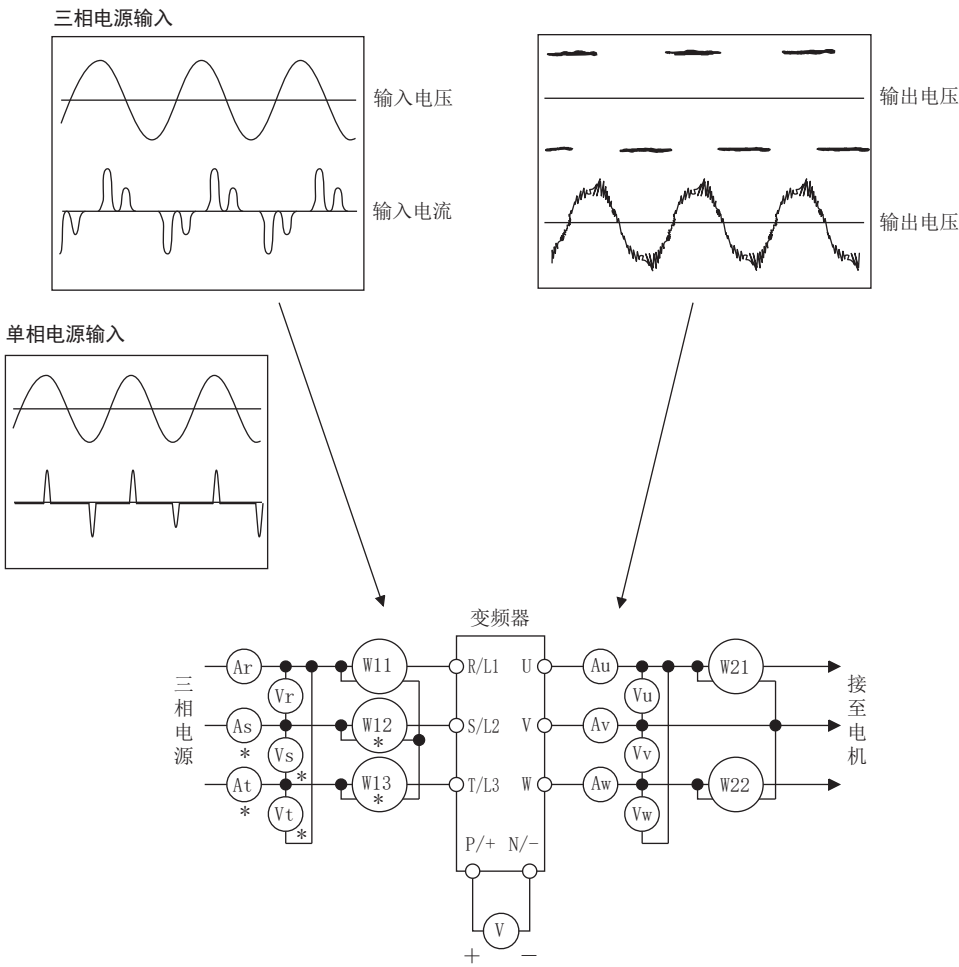 三相电源输入
输入电压
输入电流
输出电压
输出电压
单相电源输入
变频器
三相电源
Ar
Vr
W11
R/L1
U
Au
Vu
W21
As
*
Vs
*
W12
*
S/L2
V
Av
Vv
At
*
Vt
*
W13
*
T/L3
W
Aw
Vw
W22
接至电机
P/+ N/-
V
+ −